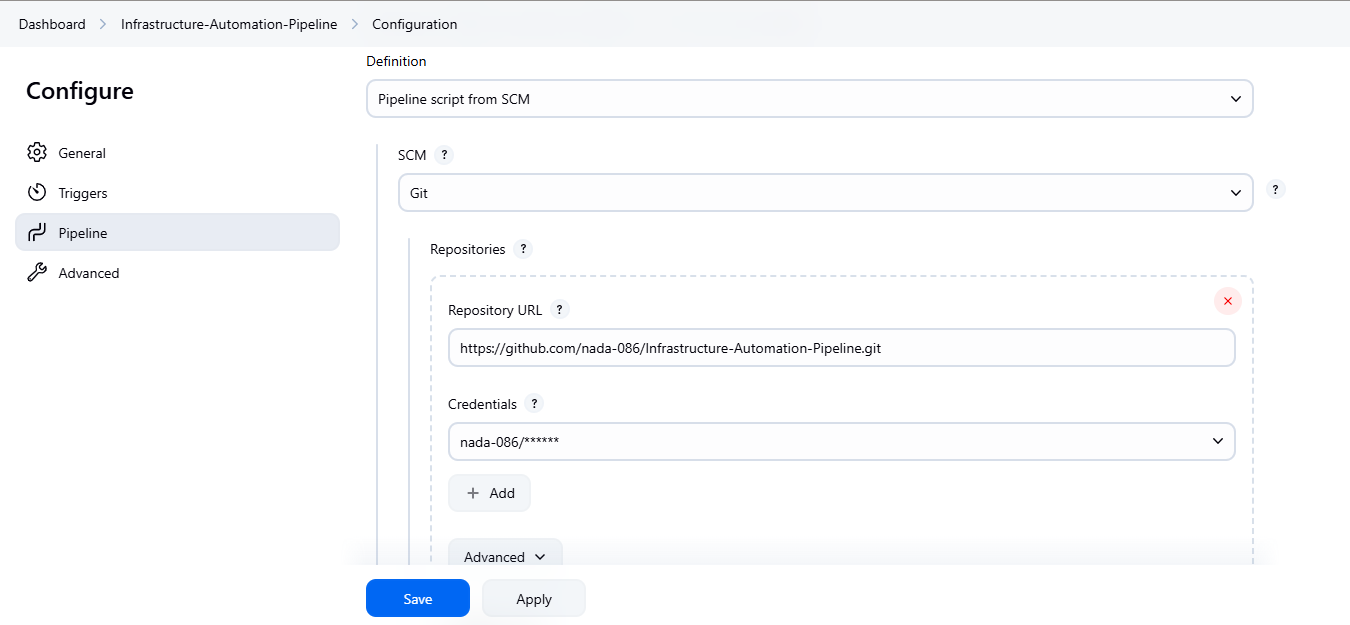 Dashboard > Infrastructure-Automation-Pipeline > Configuration
Configure
General
Triggers
Pipeline
Advanced
Definition
Pipeline script from SCM
SCM ?
Git
?
Repositories ?
Repository URL ?
https://github.com/nada-086/Infrastructure-Automation-Pipeline.git
Credentials ?
nada-086/******
+ Add
Advanced
Save
Apply